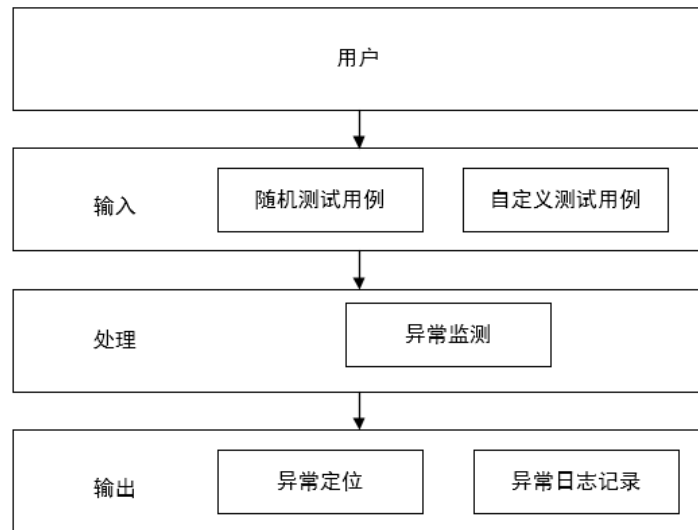 用户
输入
随机测试用例
自定义测试用例
处理
异常监测
输出
异常定位
异常日志记录